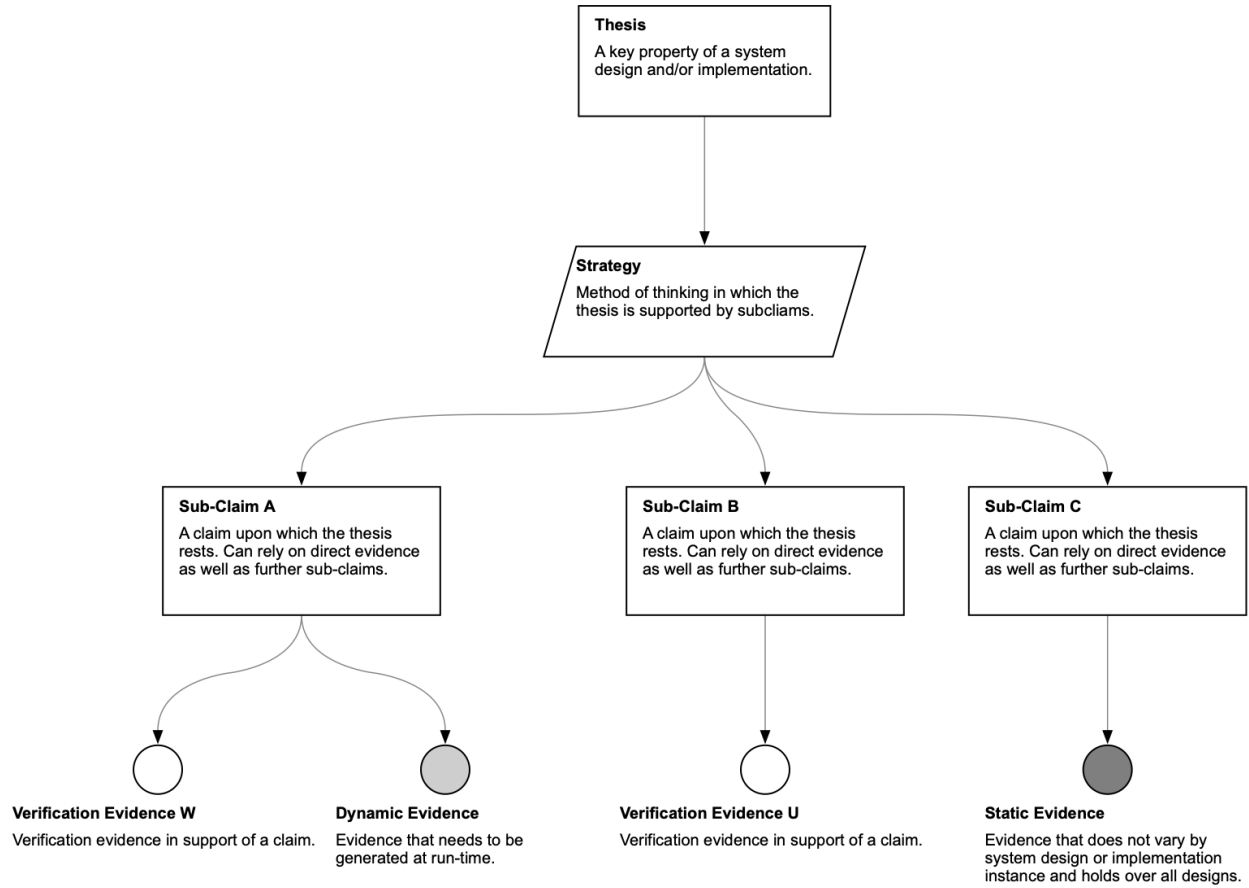 Thesis
A key property of a system
design and/or implementation.
Strategy
Method of thinking in which the
thesis is supported by subcliams.
Sub-Claim A
A claim upon which the thesis
rests. Can rely on direct evidence
as well as further sub-claims.
Sub-Claim B
A claim upon which the thesis
rests. Can rely on direct evidence
as well as further sub-claims.
Sub-Claim C
A claim upon which the thesis
rests. Can rely on direct evidence
as well as further sub-claims.
Verification Evidence W
Verification evidence in support of a claim.
Dynamic Evidence
Evidence that needs to be
generated at run-time.
Verification Evidence U
Verification evidence in support of a claim.
Static Evidence
Evidence that does not vary by
system design or implementation
instance and holds over all designs.